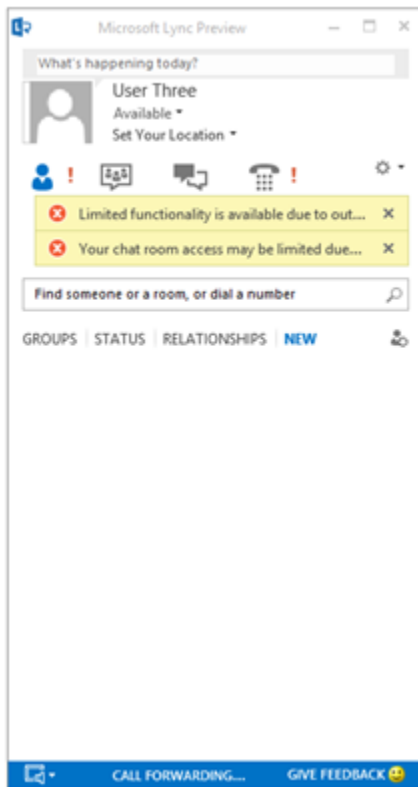 Microsoft Lync Preview
What's happening today?
User Three
Available
Set Your Location
! !
Limited functionality is available due to out...
Your chat room access may be limited due...
Find someone or a room, or dial a number
GROUPS STATUS RELATIONSHIPS NEW
CALL FORWARDING... GIVE FEEDBACK